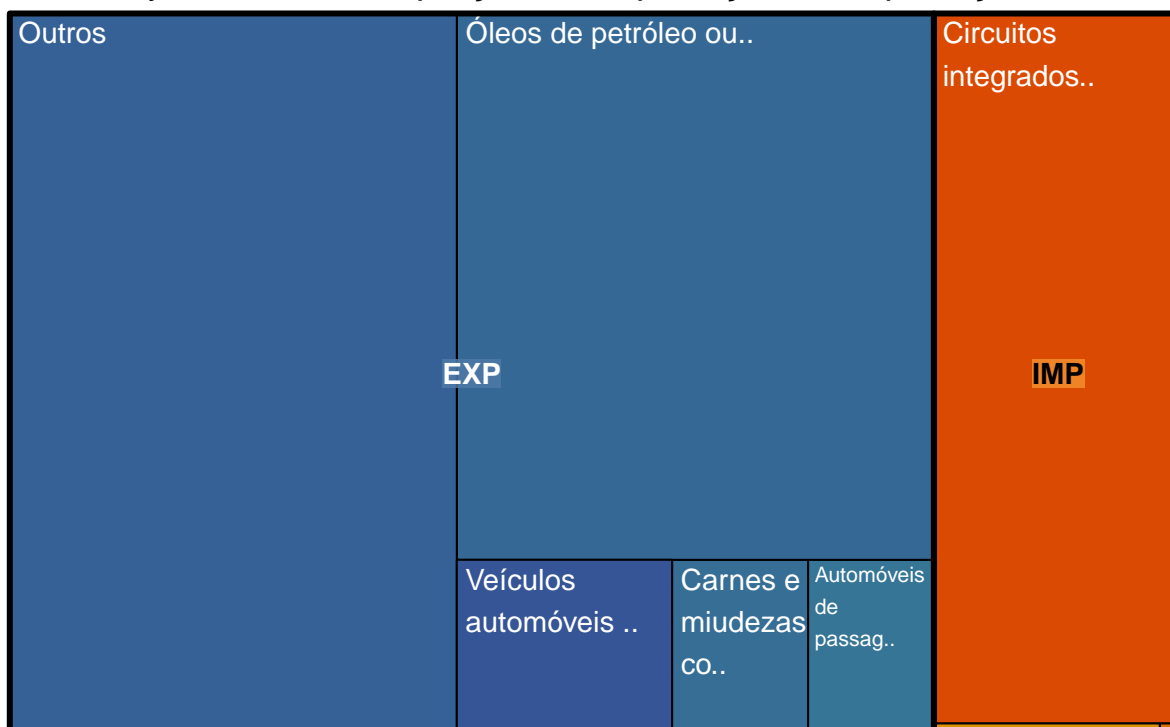 Outros
Óleos de petróleo ou..
Circuitos
integrados..
EXP
IMP
Veículos
automóveis ..
Carnes e
miudezas
co..
Automóveis
de
passag..